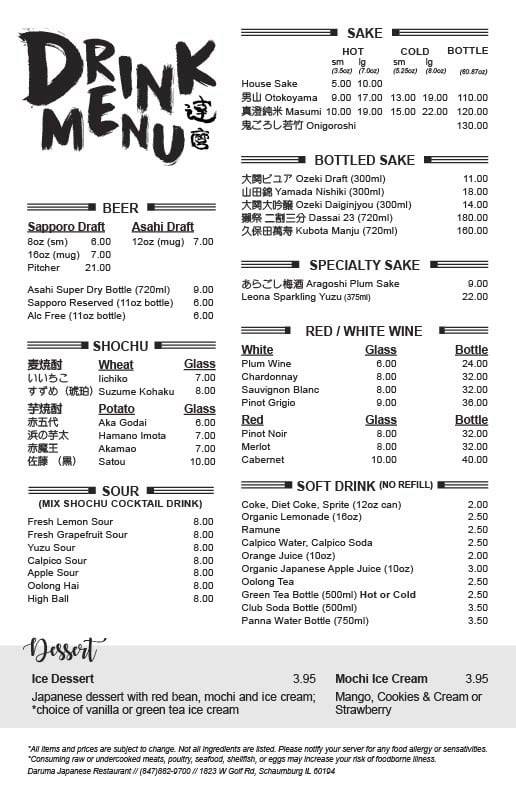 DRINK
MENU
達磨
BEER
Sapporo Draft Asahi Draft
8oz (sm) 6.00 12oz (mug) 7.00
16oz (mug) 7.00
Pitcher 21.00
Asahi Super Dry Bottle (720ml) 9.00
Sapporo Reserved (11oz bottle) 6.00
Alc Free (11oz bottle) 6.00
SHOCHU
麦焼酎 Wheat Glass
いいちこ Iichiko 7.00
すずめ（琥珀）Suzume Kohaku 8.00
芋焼酎 Potato Glass
赤五代 Aka Godai 6.00
浜の芋太 Hamano Imota 7.00
赤魔王 Akamao 7.00
佐藤 （黒） Satou 10.00
SOUR
(MIX SHOCHU COCKTAIL DRINK)
Fresh Lemon Sour 8.00
Fresh Grapefruit Sour 8.00
Yuzu Sour 8.00
Calpico Sour 8.00
Apple Sour 8.00
Oolong Hai 8.00
High Ball 8.00
SAKE
HOT COLD BOTTLE
sm lg sm lg
(3.5oz) (7.0oz) (5.25oz) (8.0oz) (60.87oz)
House Sake 5.00 10.00
男山 Otokoyama 9.00 17.00 13.00 19.00 110.00
真澄純米 Masumi 10.00 19.00 15.00 22.00 120.00
鬼ごろし若竹 Onigoroshi 130.00
BOTTLED SAKE
大関ピュア Ozeki Draft (300ml) 11.00
山田錦 Yamada Nishiki (300ml) 18.00
大関大吟醸 Ozeki Daiginjyou (300ml) 14.00
獺祭 二割三分 Dassai 23 (720ml) 180.00
久保田萬寿 Kubota Manju (720ml) 160.00
SPECIALTY SAKE
あらごし梅酒 Aragoshi Plum Sake 9.00
Leona Sparkling Yuzu (375ml) 22.00
RED / WHITE WINE
White Glass Bottle
Plum Wine 6.00 24.00
Chardonnay 8.00 32.00
Sauvignon Blanc 8.00 32.00
Pinot Grigio 9.00 36.00
Red Glass Bottle
Pinot Noir 8.00 32.00
Merlot 8.00 32.00
Cabernet 10.00 40.00
SOFT DRINK (NO REFILL)
Coke, Diet Coke, Sprite (12oz can) 2.00
Organic Lemonade (16oz) 2.50
Ramune 2.50
Calpico Water, Calpico Soda 2.50
Orange Juice (10oz) 2.00
Organic Japanese Apple Juice (10oz) 3.00
Oolong Tea 2.50
Green Tea Bottle (500ml) Hot or Cold 2.50
Club Soda Bottle (500ml) 3.50
Panna Water Bottle (750ml) 3.50
Dessert
Ice Dessert 3.95
Japanese dessert with red bean, mochi and ice cream;
*choice of vanilla or green tea ice cream
Mochi Ice Cream 3.95
Mango, Cookies & Cream or
Strawberry
*All items and prices are subject to change. Not all ingredients are listed. Please notify your server for any food allergy or sensativities.
*Consuming raw or undercooked meats, poultry, seafood, shellfish, or eggs may increase your risk of foodborne illness.
Daruma Japanese Restaurant // (847)882-9700 // 1823 W Golf Rd, Schaumburg IL 60194